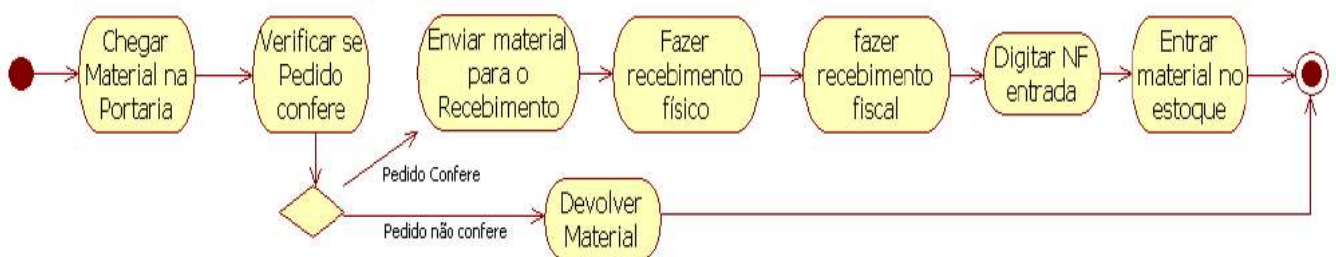 Chegar
Material na
Portaria
Verificar se
Pedido
confere
Enviar material
para o
Recebimento
Fazer
recebimento
físico
fazer
recebimento
fiscal
Digitar NF
entrada
Entrar
material no
estoque
Pedido Confere
Pedido não confere
Devolver
Material